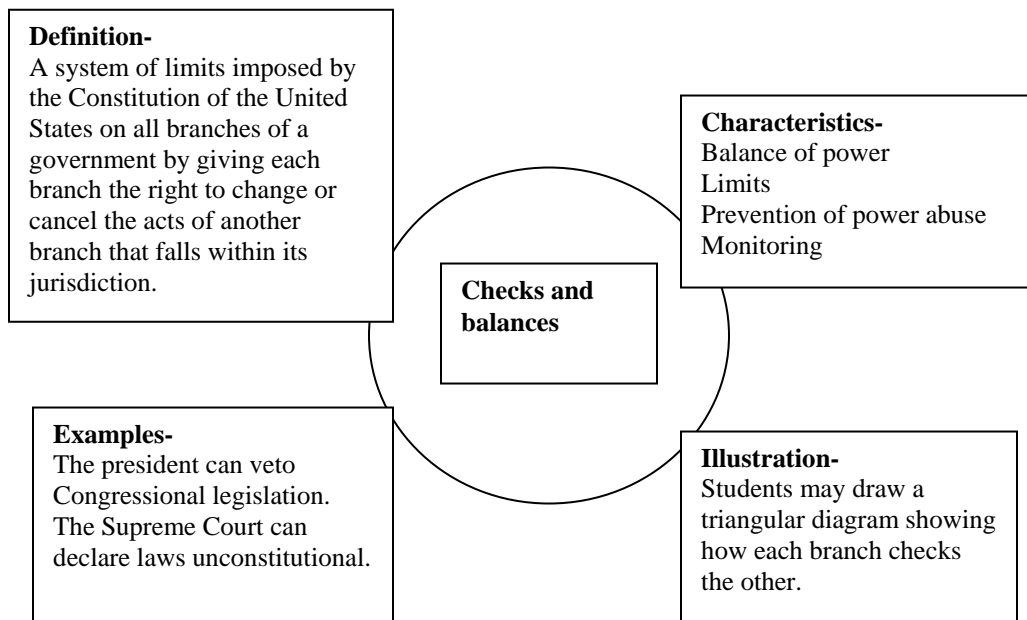 Definition-
A system of limits imposed by
the Constitution of the United
States on all branches of a
government by giving each
branch the right to change or
cancel the acts of another
branch that falls within its
jurisdiction.
Characteristics-
Balance of power
Limits
Prevention of power abuse
Monitoring
Checks and
balances
Examples-
The president can veto
Congressional legislation.
The Supreme Court can
declare laws unconstitutional.
Illustration-
Students may draw a
triangular diagram showing
how each branch checks
the other.